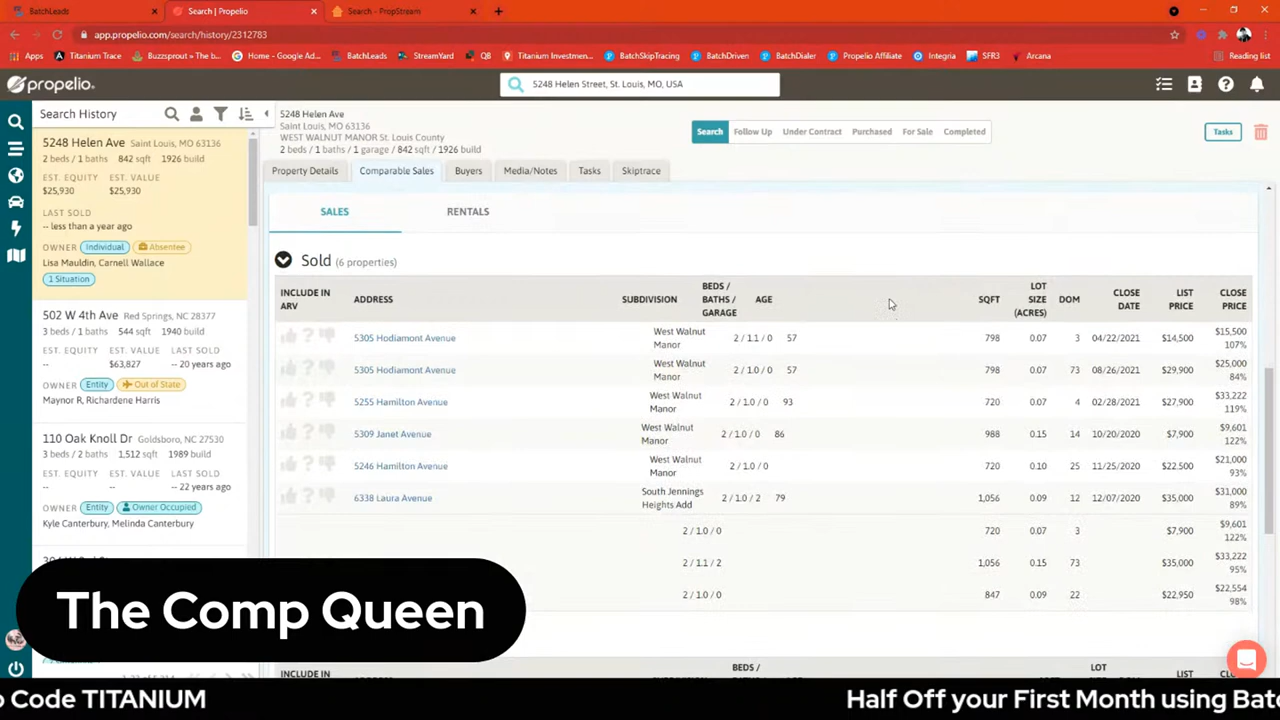 BatchLeads
Search | Propelio
Search - PropStream
app.propelio.com/search/history/2312783
Apps
Titanium Trace
Buzzsprout » The b...
Home - Google Ad...
BatchLeads
StreamYard
QB
Titanium Investmen...
BatchSkipTracing
BatchDriven
BatchDialer
Propelio Affiliate
Integria
SFR3
Arcana
Reading list
propelio
5248 Helen Street, St. Louis, MO, USA
Search History
5248 Helen Ave Saint Louis, MO 63136
2 beds / 1 baths 842 sqft 1926 build
EST. EQUITY EST. VALUE
$25,930 $25,930
LAST SOLD
-- less than a year ago
OWNER Individual Absentee
Lisa Mauldin, Carnell Wallace
1 Situation
502 W 4th Ave Red Springs, NC 28377
3 beds / 1 baths 544 sqft 1940 build
EST. EQUITY EST. VALUE LAST SOLD
-- $63,827 -- 20 years ago
OWNER Entity Out of State
Maynor R, Richardene Harris
110 Oak Knoll Dr Goldsboro, NC 27530
3 beds / 2 baths 1,512 sqft 1989 build
EST. EQUITY EST. VALUE LAST SOLD
-- -- -- 22 years ago
OWNER Entity Owner Occupied
Kyle Canterbury, Melinda Canterbury
5248 Helen Ave
Saint Louis, MO 63136
WEST WALNUT MANOR St. Louis County
2 beds / 1 baths / 1 garage / 842 sqft / 1926 build
Search Follow Up Under Contract Purchased For Sale Completed
Tasks
Property Details Comparable Sales Buyers Media/Notes Tasks Skiptrace
SALES RENTALS
Sold (6 properties)
INCLUDE IN ARV ADDRESS SUBDIVISION BEDS / BATHS / GARAGE AGE SQFT LOT SIZE (ACRES) DOM CLOSE DATE LIST PRICE CLOSE PRICE
5305 Hodiamont Avenue West Walnut Manor 2 / 1.1 / 0 57 798 0.07 3 04/22/2021 $14,500 $15,500 107%
5305 Hodiamont Avenue West Walnut Manor 2 / 1.0 / 0 57 798 0.07 73 08/26/2021 $29,900 $25,000 84%
5255 Hamilton Avenue West Walnut Manor 2 / 1.0 / 0 93 720 0.07 4 02/28/2021 $27,900 $33,222 119%
5309 Janet Avenue West Walnut Manor 2 / 1.0 / 0 86 988 0.15 14 10/20/2020 $7,900 $9,601 122%
5246 Hamilton Avenue West Walnut Manor 2 / 1.0 / 0 720 0.10 25 11/25/2020 $22,500 $21,000 93%
6338 Laura Avenue South Jennings Heights Add 2 / 1.0 / 2 79 1,056 0.09 12 12/07/2020 $35,000 $31,000 89%
2 / 1.0 / 0 720 0.07 3 $7,900 $9,601 122%
2 / 1.1 / 2 1,056 0.15 73 $35,000 $33,222 95%
2 / 1.0 / 0 847 0.09 22 $22,950 $22,554 98%
The Comp Queen
INCLUDE IN
BEDS /
LOT
o Code TITANIUM
Half Off your First Month using Batc